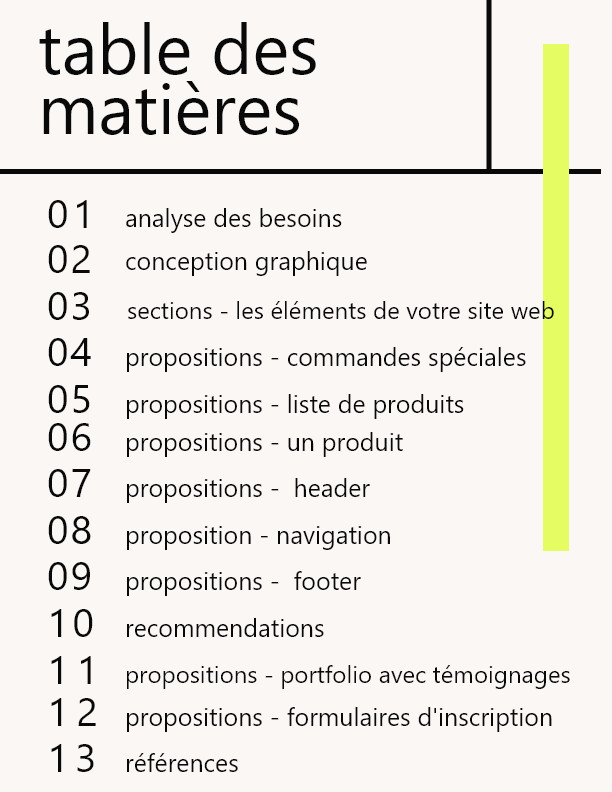 table des
matières
01 analyse des besoins
02 conception graphique
03 sections - les éléments de votre site web
04 propositions - commandes spéciales
05 propositions - liste de produits
06 propositions - un produit
07 propositions - header
08 proposition - navigation
09 propositions - footer
10 recommendations
11 propositions - portfolio avec témoignages
12 propositions - formulaires d'inscription
13 références